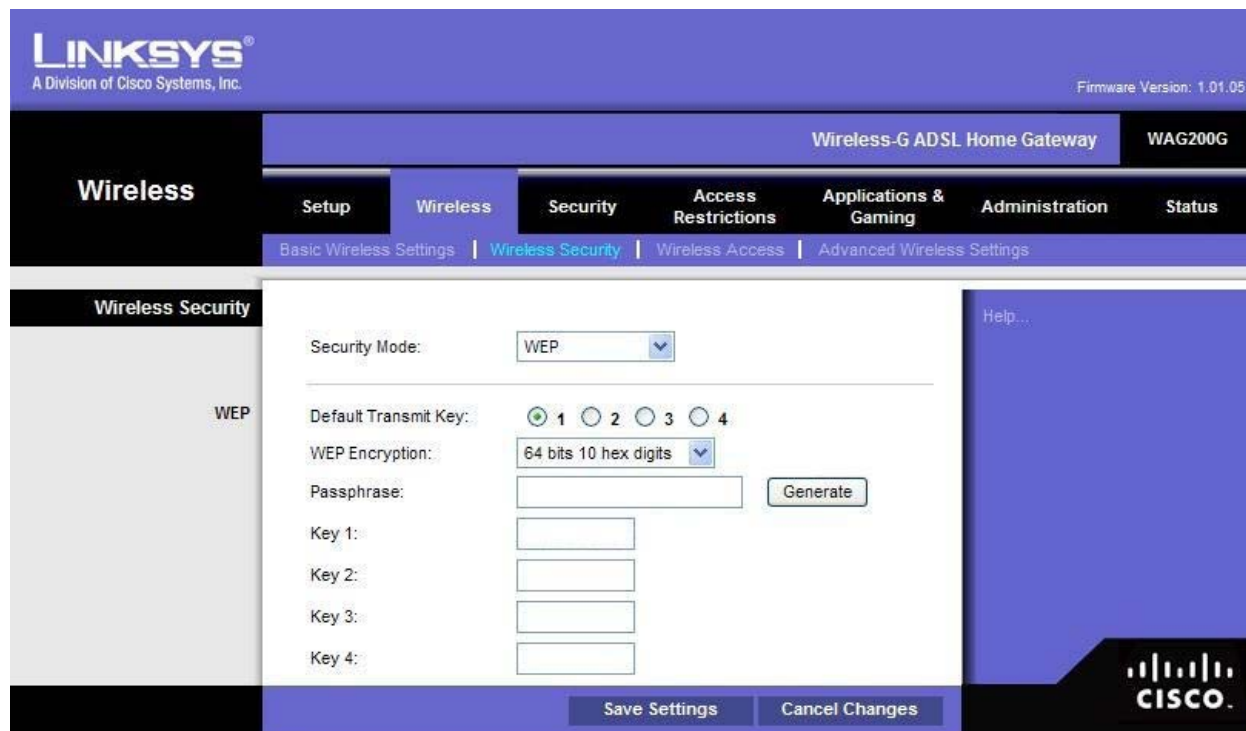 LINKSYS®
A Division of Cisco Systems, Inc.
Firmware Version: 1.01.05
Wireless-G ADSL Home Gateway WAG200G
Wireless
Setup Wireless Security Access Restrictions Applications & Gaming Administration Status
Basic Wireless Settings | Wireless Security | Wireless Access | Advanced Wireless Settings
Wireless Security
Help...
Security Mode: WEP
WEP
Default Transmit Key: 1 2 3 4
WEP Encryption: 64 bits 10 hex digits
Passphrase: Generate
Key 1:
Key 2:
Key 3:
Key 4:
Save Settings Cancel Changes
CISCO.